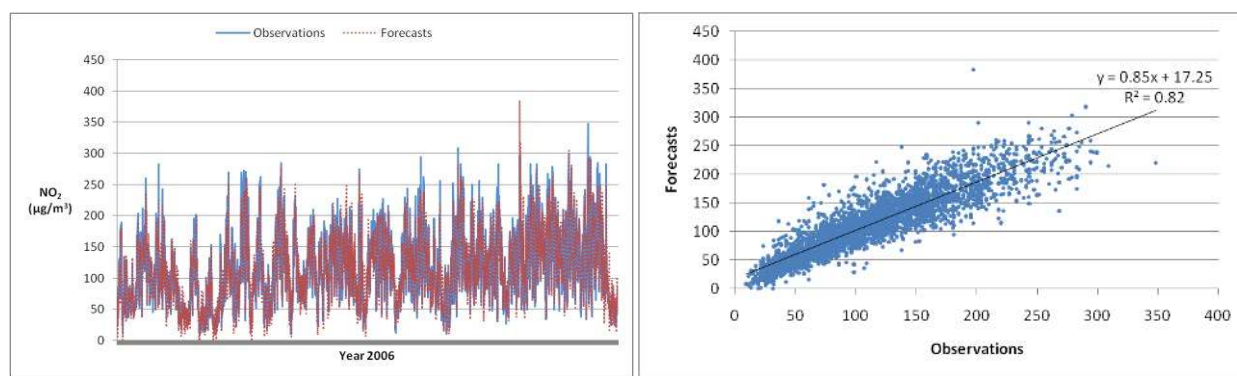 Observations Forecasts
450
400
350
300
250
200
150
100
50
0
NO₂
(µg/m³)
Year 2006
450
400
350
300
250
200
150
100
50
0
Forecasts
y = 0.85x + 17.25
R² = 0.82
0 50 100 150 200 250 300 350 400
Observations